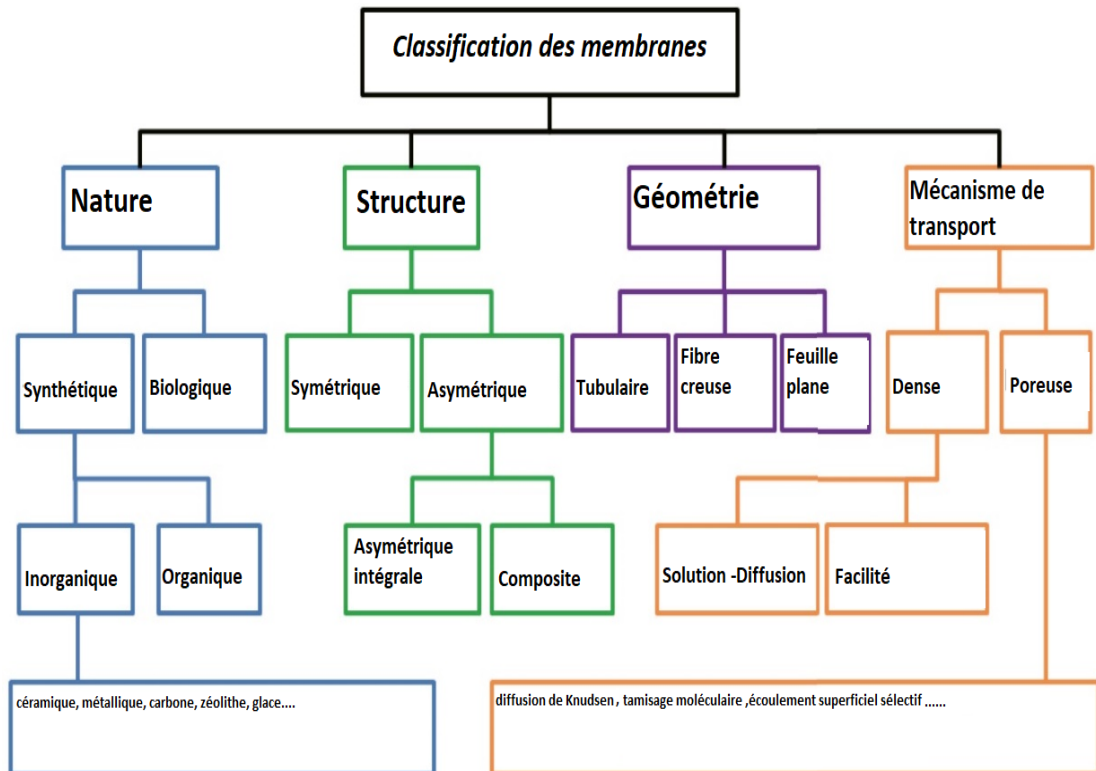 Classification des membranes
Nature
Structure
Géométrie
Mécanisme de
transport
Synthétique
Biologique
Symétrique
Asymétrique
Tubulaire
Fibre
creuse
Feuille
plane
Dense
Poreuse
Inorganique
Organique
Asymétrique
intégrale
Composite
Solution -Diffusion
Facilité
céramique, métallique, carbone, zéolithe, glace....
diffusion de Knudsen , tamisage moléculaire ,écoulement superficiel sélectif ......